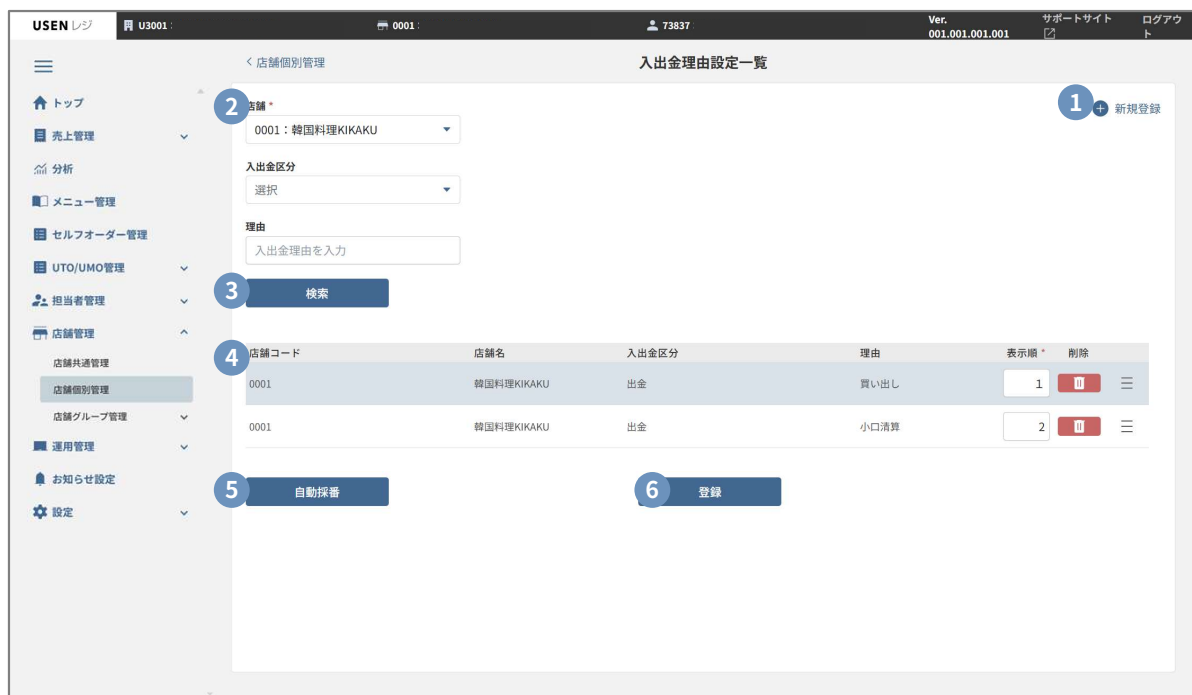 USEN レジ
U3001 :
0001 :
73837
Ver.
001.001.001.001
サポートサイト
ログアウ
ト
< 店舗個別管理
入出金理由設定一覧
トップ
売上管理
分析
メニュー管理
セルフオーダー管理
UTO/UMO管理
担当者管理
店舗管理
店舗共通管理
店舗個別管理
店舗グループ管理
運用管理
お知らせ設定
設定
1
新規登録
2
店舗 *
0001：韓国料理KIKAKU
入出金区分
選択
理由
入出金理由を入力
3
検索
4
店舗コード 店舗名 入出金区分 理由 表示順 * 削除
0001 韓国料理KIKAKU 出金 買い出し 1
0001 韓国料理KIKAKU 出金 小口清算 2
5
自動採番
6
登録